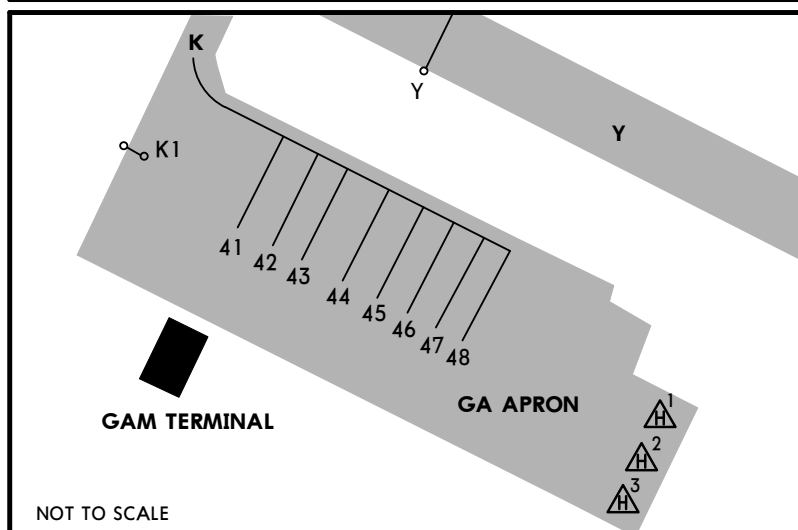 K
Y
Y
K1
41
42
43
44
45
46
47
48
GA APRON
GAM TERMINAL
H 1
H 2
H 3
NOT TO SCALE